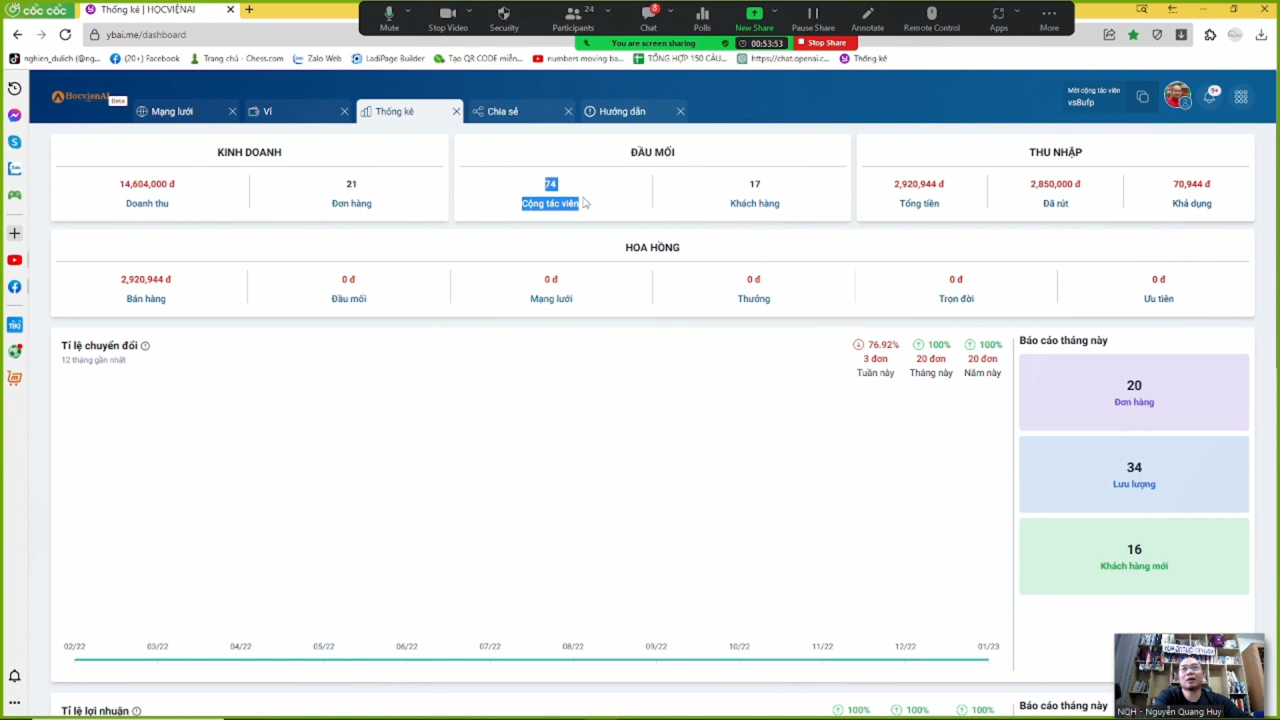 cốc cốc
Thống kê | HỌCVIỆNAI
Mute
Stop Video
Security
24
Participants
8
Chat
Polls
New Share
Pause Share
Annotate
Remote Control
Apps
More
You are screen sharing
00:53:53
Stop Share
ybai.me/dashboard
nghien_dulich (@ng...
(20+) Facebook
Trang chủ - Chess.com
Zalo Web
LadiPage Builder
Tạo QR CODE miễn...
numbers moving ba...
TỔNG HỢP 150 CÂU...
https://chat.openai.c...
Thống kê
HocvienAI
Beta
Mạng lưới
Ví
Thống kê
Chia sẻ
Hướng dẫn
Mời cộng tác viên
vs8ufp
9+
KINH DOANH
14,604,000 đ
Doanh thu
21
Đơn hàng
ĐẦU MỐI
74
Cộng tác viên
17
Khách hàng
THU NHẬP
2,920,944 đ
Tổng tiền
2,850,000 đ
Đã rút
70,944 đ
Khả dụng
HOA HỒNG
2,920,944 đ
Bán hàng
0 đ
Đầu mối
0 đ
Mạng lưới
0 đ
Thưởng
0 đ
Trọn đời
0 đ
Ưu tiên
Tỉ lệ chuyển đổi
12 tháng gần nhất
76.92%
3 đơn
Tuần này
100%
20 đơn
Tháng này
100%
20 đơn
Năm này
02/22 03/22 04/22 05/22 06/22 07/22 08/22 09/22 10/22 11/22 12/22 01/23
Báo cáo tháng này
20
Đơn hàng
34
Lưu lượng
16
Khách hàng mới
Tỉ lệ lợi nhuận
100% 100% 100%
Báo cáo tháng này
NQH - Nguyễn Quang Huy
TIKI